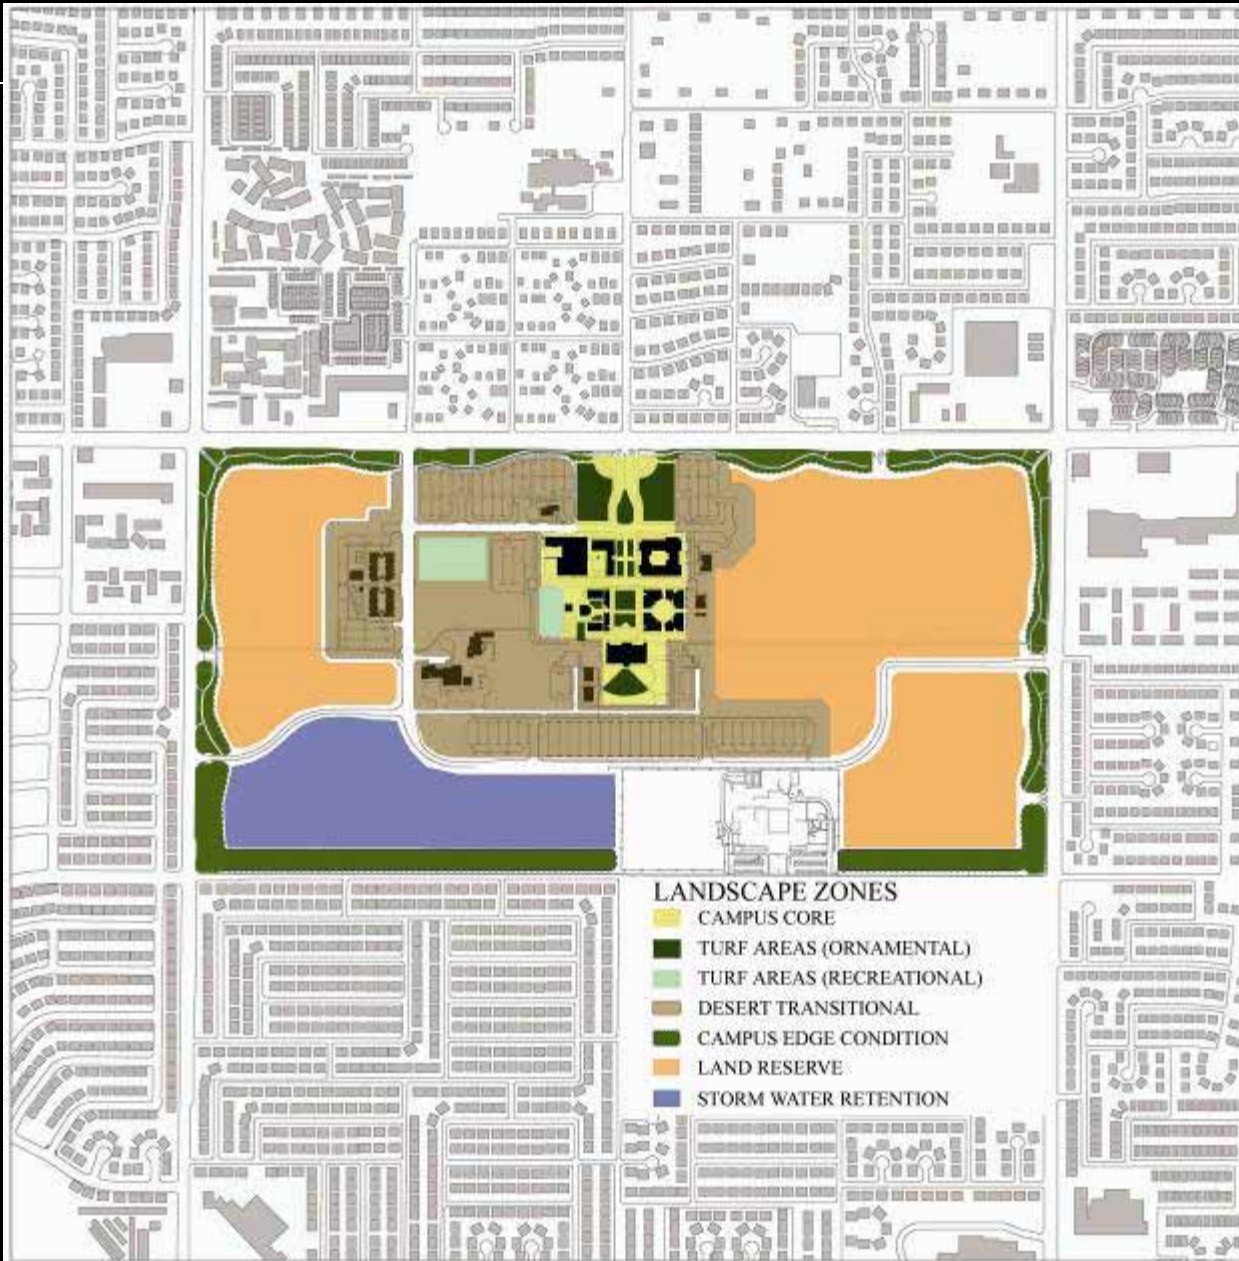 LANDSCAPE ZONES
CAMPUS CORE
TURF AREAS (ORNAMENTAL)
TURF AREAS (RECREATIONAL)
DESERT TRANSITIONAL
CAMPUS EDGE CONDITION
LAND RESERVE
STORM WATER RETENTION